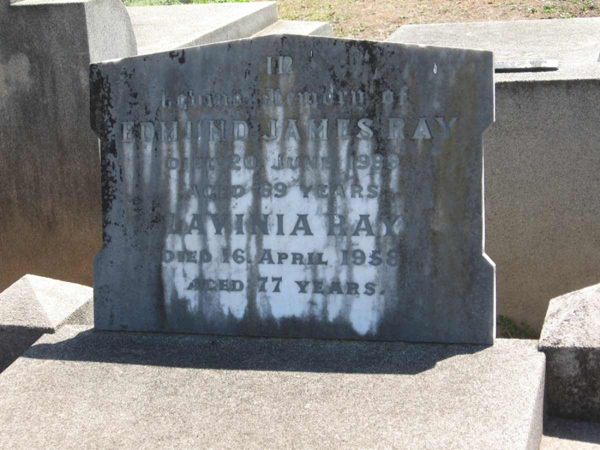 IN
Loving Memory of
EDMUND JAMES RAY
DIED 20 JUNE
AGED 69 YEARS
LAVINIA RAY
DIED 16 APRIL 1958
AGED 77 YEARS.